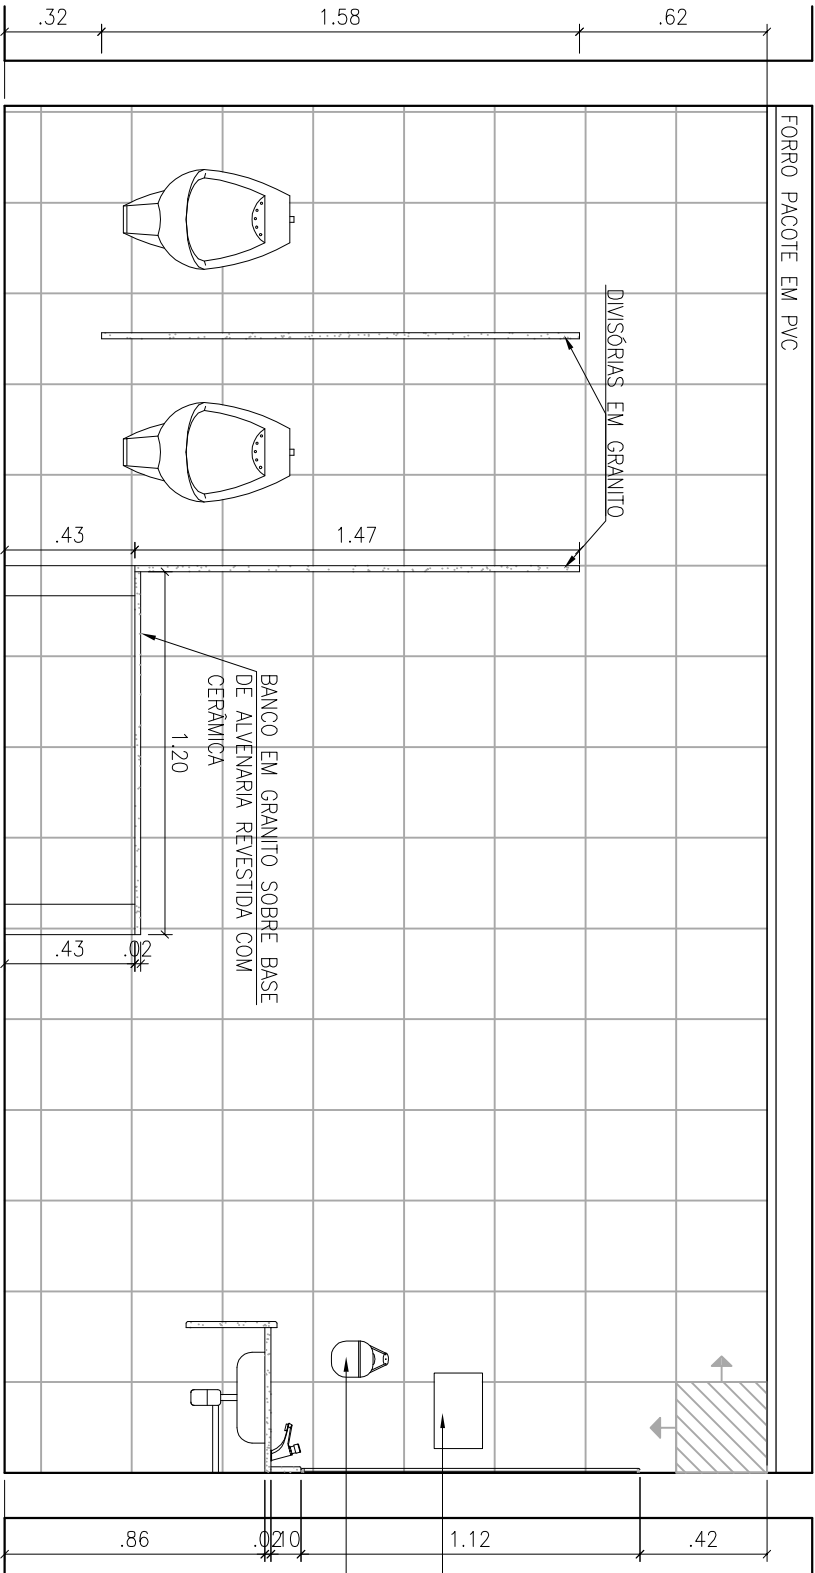 .32
1.58
.62
FORRO PACOTE EM PVC
DIVISÓRIAS EM GRANITO
.43
1.47
BANCO EM GRANITO SOBRE BASE
DE ALVENARIA REVESTIDA COM
CERÂMICA
1.20
.43
.02
.86
.02
.10
1.12
.42